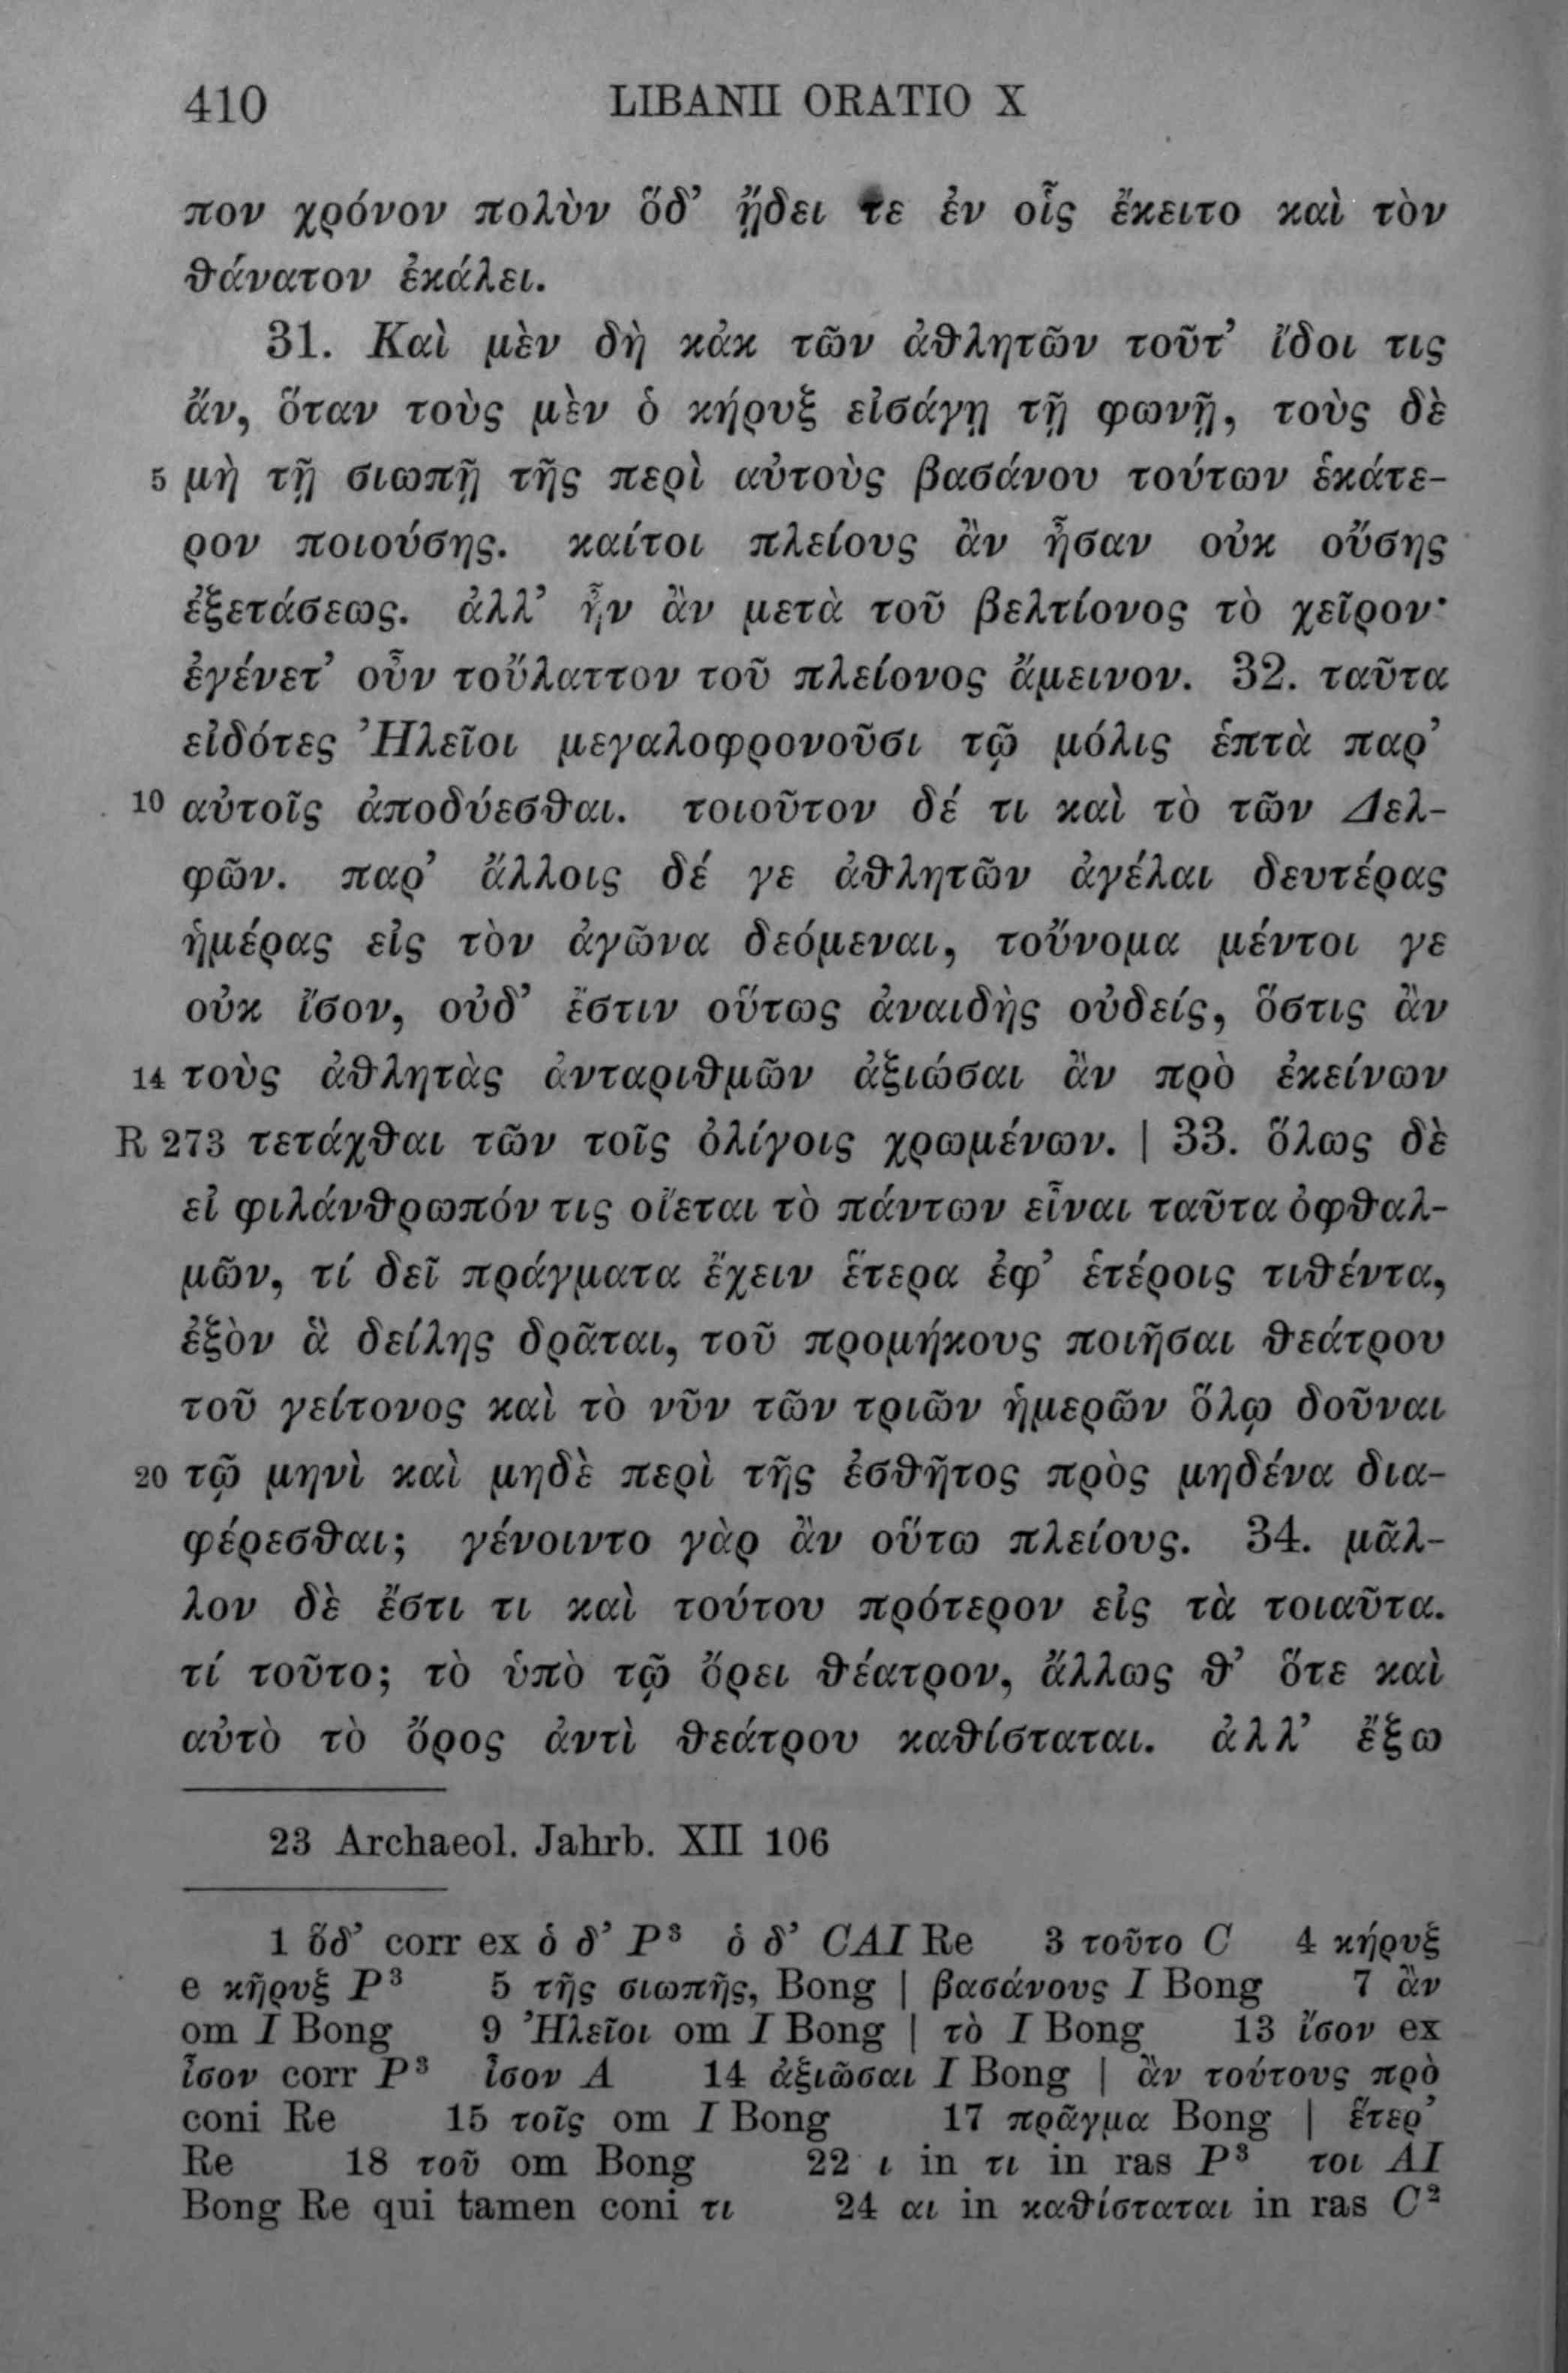 410 LIBANII ORATIO X
πον χρόνον πολὺν ὅδ’ ᾔδει τε ἐν οἷς ἔκειτο καὶ τὸν
θάνατον ἐκάλει.
31. Καὶ μὲν δὴ κἀκ τῶν ἀθλητῶν τοῦτ’ ἴδοι τις
ἄν, ὅταν τοὺς μὲν ὁ κήρυξ εἰσάγῃ τῇ φωνῇ, τοὺς δὲ
5 μὴ τῇ σιωπῇ τῆς περὶ αὐτοὺς βασάνου τούτων ἑκάτε-
ρον ποιούσης. καίτοι πλείους ἂν ἦσαν οὐκ οὔσης
ἐξετάσεως. ἀλλ’ ἦν ἂν μετὰ τοῦ βελτίονος τὸ χεῖρον·
ἐγένετ’ οὖν τοὔλαττον τοῦ πλείονος ἄμεινον. 32. ταῦτα
εἰδότες Ἠλεῖοι μεγαλοφρονοῦσι τῷ μόλις ἑπτὰ παρ’
10 αὐτοῖς ἀποδύεσθαι. τοιοῦτον δέ τι καὶ τὸ τῶν Δελ-
φῶν. παρ’ ἄλλοις δέ γε ἀθλητῶν ἀγέλαι δευτέρας
ἡμέρας εἰς τὸν ἀγῶνα δεόμεναι, τοὔνομα μέντοι γε
οὐκ ἴσον, οὐδ’ ἔστιν οὕτως ἀναιδὴς οὐδείς, ὅστις ἂν
14 τοὺς ἀθλητὰς ἀνταριθμῶν ἀξιώσαι ἂν πρὸ ἐκείνων
R 273 τετάχθαι τῶν τοῖς ὀλίγοις χρωμένων. | 33. ὅλως δὲ
εἰ φιλάνθρωπόν τις οἴεται τὸ πάντων εἶναι ταῦτα ὀφθαλ-
μῶν, τί δεῖ πράγματα ἔχειν ἕτερα ἐφ’ ἑτέροις τιθέντα,
ἐξὸν ἃ δείλης δρᾶται, τοῦ προμήκους ποιῆσαι θεάτρου
τοῦ γείτονος καὶ τὸ νῦν τῶν τριῶν ἡμερῶν ὅλῳ δοῦναι
20 τῷ μηνὶ καὶ μηδὲ περὶ τῆς ἐσθῆτος πρὸς μηδένα δια-
φέρεσθαι; γένοιντο γὰρ ἂν οὕτω πλείους. 34. μᾶλ-
λον δὲ ἔστι τι καὶ τούτου πρότερον εἰς τὰ τοιαῦτα.
τί τοῦτο; τὸ ὑπὸ τῷ ὄρει θέατρον, ἄλλως θ’ ὅτε καὶ
αὐτὸ τὸ ὄρος ἀντὶ θεάτρου καθίσταται. ἀλλ’ ἔξω
23 Archaeol. Jahrb. XII 106
1 ὅδ’ corr ex ὁ δ’ P³ ὁ δ’ CAI Re 3 τοῦτο C 4 κήρυξ
e κῆρυξ P³ 5 τῆς σιωπῆς, Bong | βασάνους I Bong 7 ἂν
om I Bong 9 Ἠλεῖοι om I Bong | τὸ I Bong 13 ἴσον ex
ἶσον corr P³ ἶσον A 14 ἀξιῶσαι I Bong | ἂν τούτους πρὸ
coni Re 15 τοῖς om I Bong 17 πρᾶγμα Bong | ἕτερ’
Re 18 τοῦ om Bong 22 ι in τι in ras P³ τοι AI
Bong Re qui tamen coni τι 24 αι in καθίσταται in ras C²